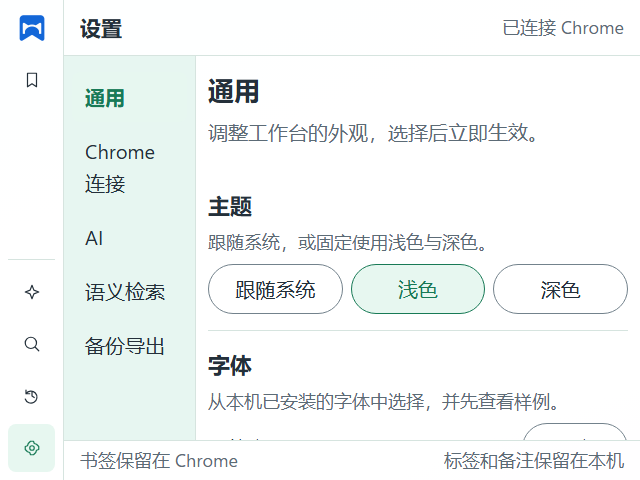 设置
已连接 Chrome
通用
Chrome
连接
AI
语义检索
备份导出
通用
调整工作台的外观，选择后立即生效。
主题
跟随系统，或固定使用浅色与深色。
跟随系统
浅色
深色
字体
从本机已安装的字体中选择，并先查看样例。
书签保留在 Chrome
标签和备注保留在本机